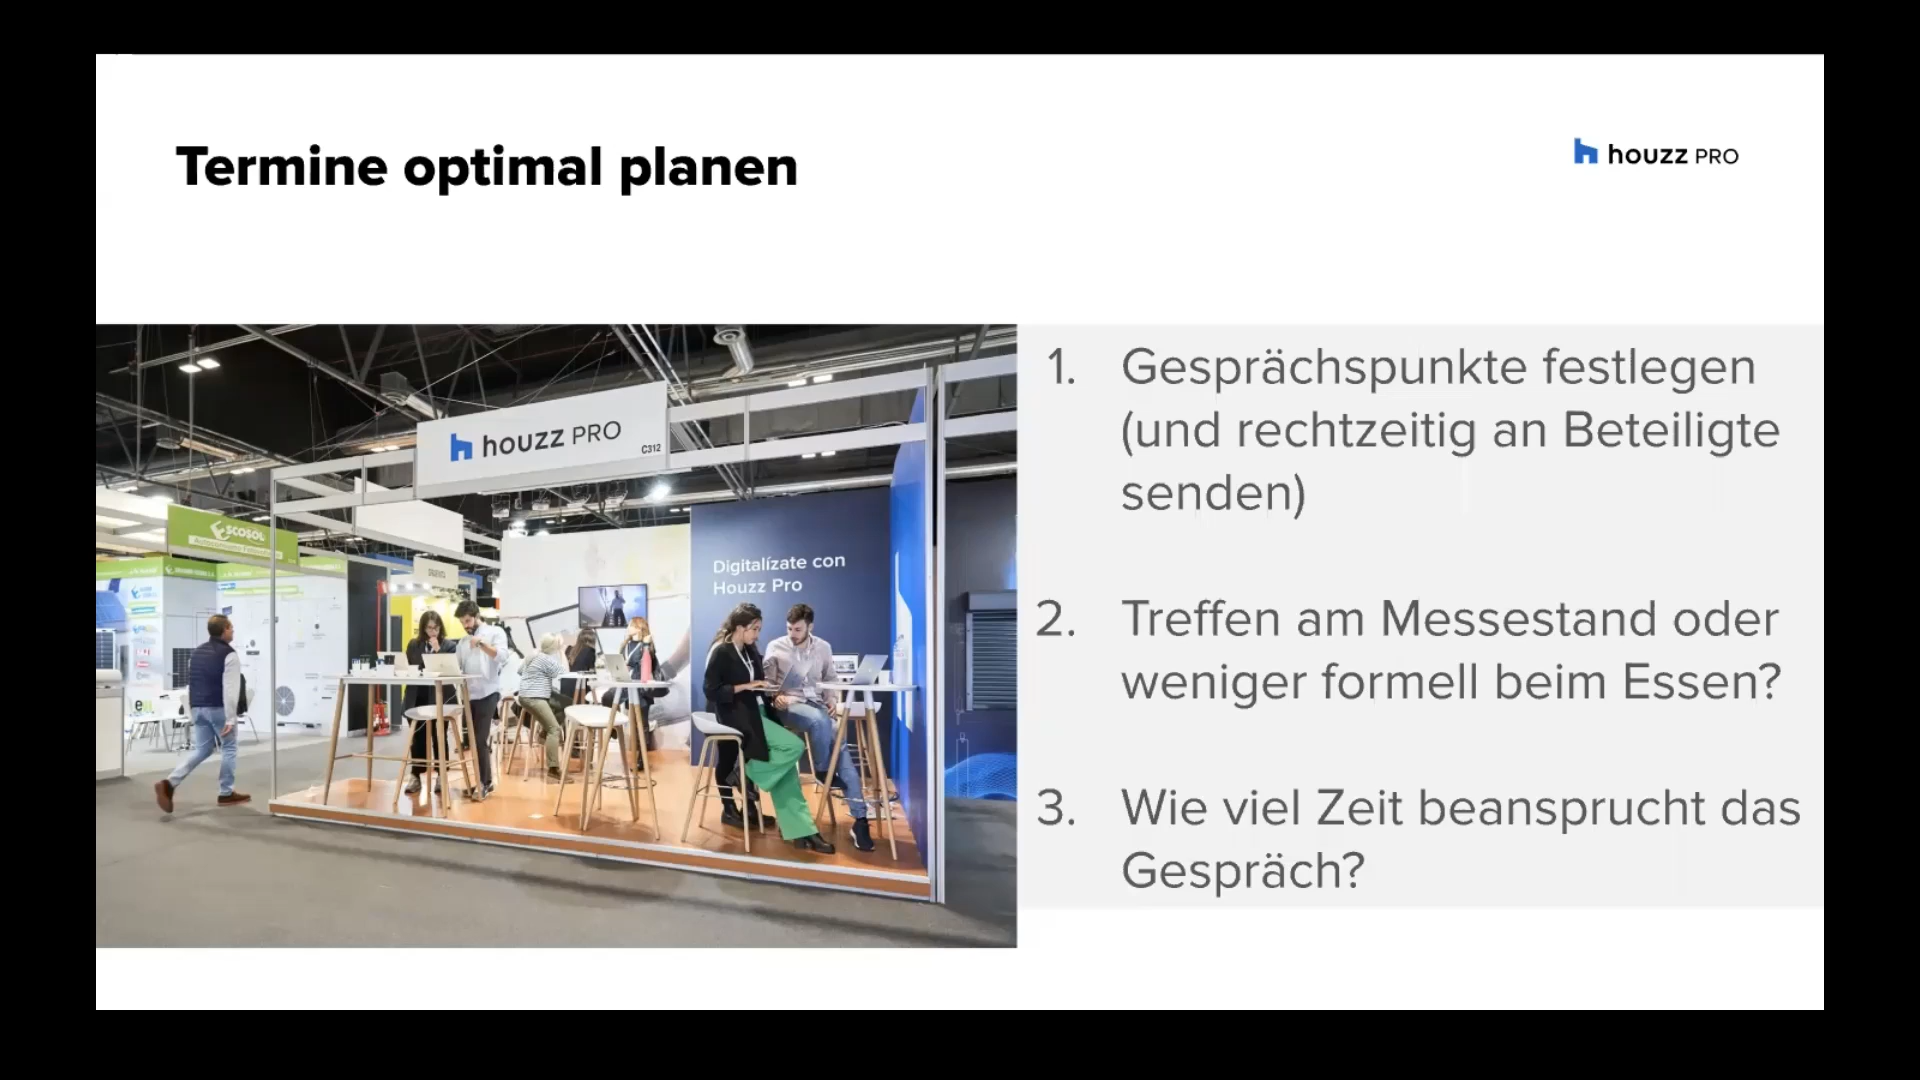 Termine optimal planen
houzz PRO
houzz PRO
C312
ESCOSOL
Digitalízate con
Houzz Pro
1. Gesprächspunkte festlegen
(und rechtzeitig an Beteiligte
senden)
2. Treffen am Messestand oder
weniger formell beim Essen?
3. Wie viel Zeit beansprucht das
Gespräch?